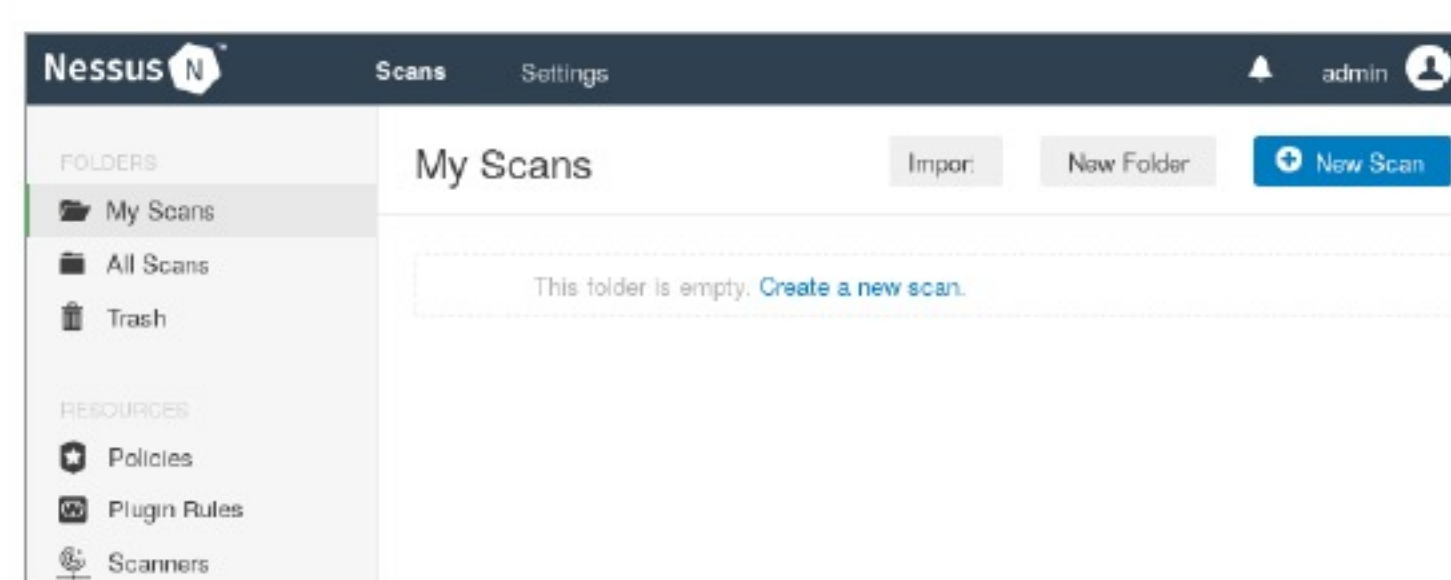 Nessus N ™ Scans Settings admin
FOLDERS
My Scans
All Scans
Trash
RESOURCES
Policies
Plugin Rules
Scanners
My Scans Impor: New Folder New Scan
This folder is empty. Create a new scan.